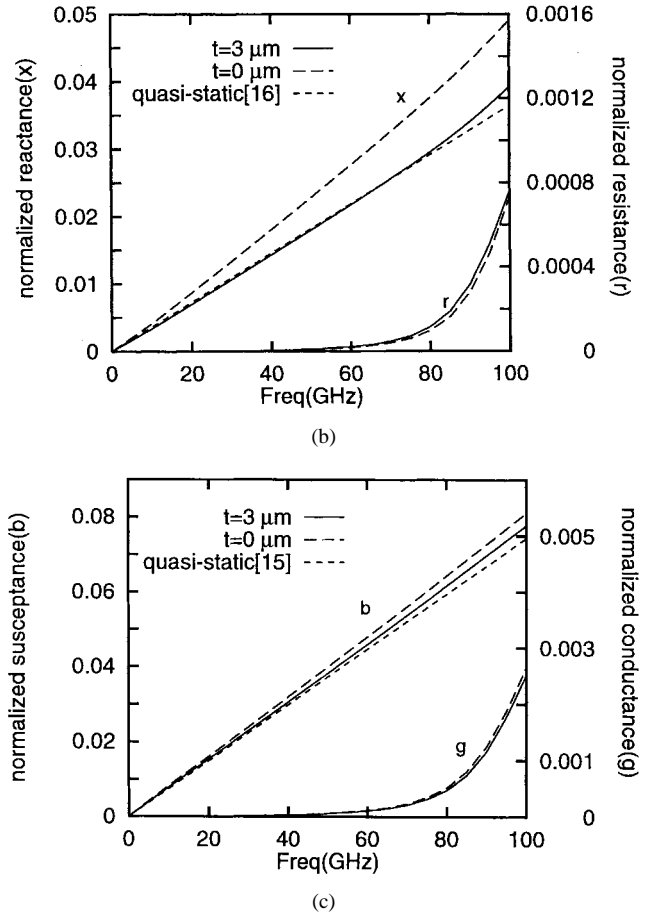 0.05
0.04
0.03
0.02
0.01
0
normalized reactance(x)
t=3 μm
t=0 μm
quasi-static[16]
x
r
0.0016
0.0012
0.0008
0.0004
0
normalized resistance(r)
0 20 40 60 80 100
Freq(GHz)
(b)
0.08
0.06
0.04
0.02
0
normalized susceptance(b)
t=3 μm
t=0 μm
quasi-static[15]
b
g
0.005
0.003
0.001
0
normalized conductance(g)
0 20 40 60 80 100
Freq(GHz)
(c)